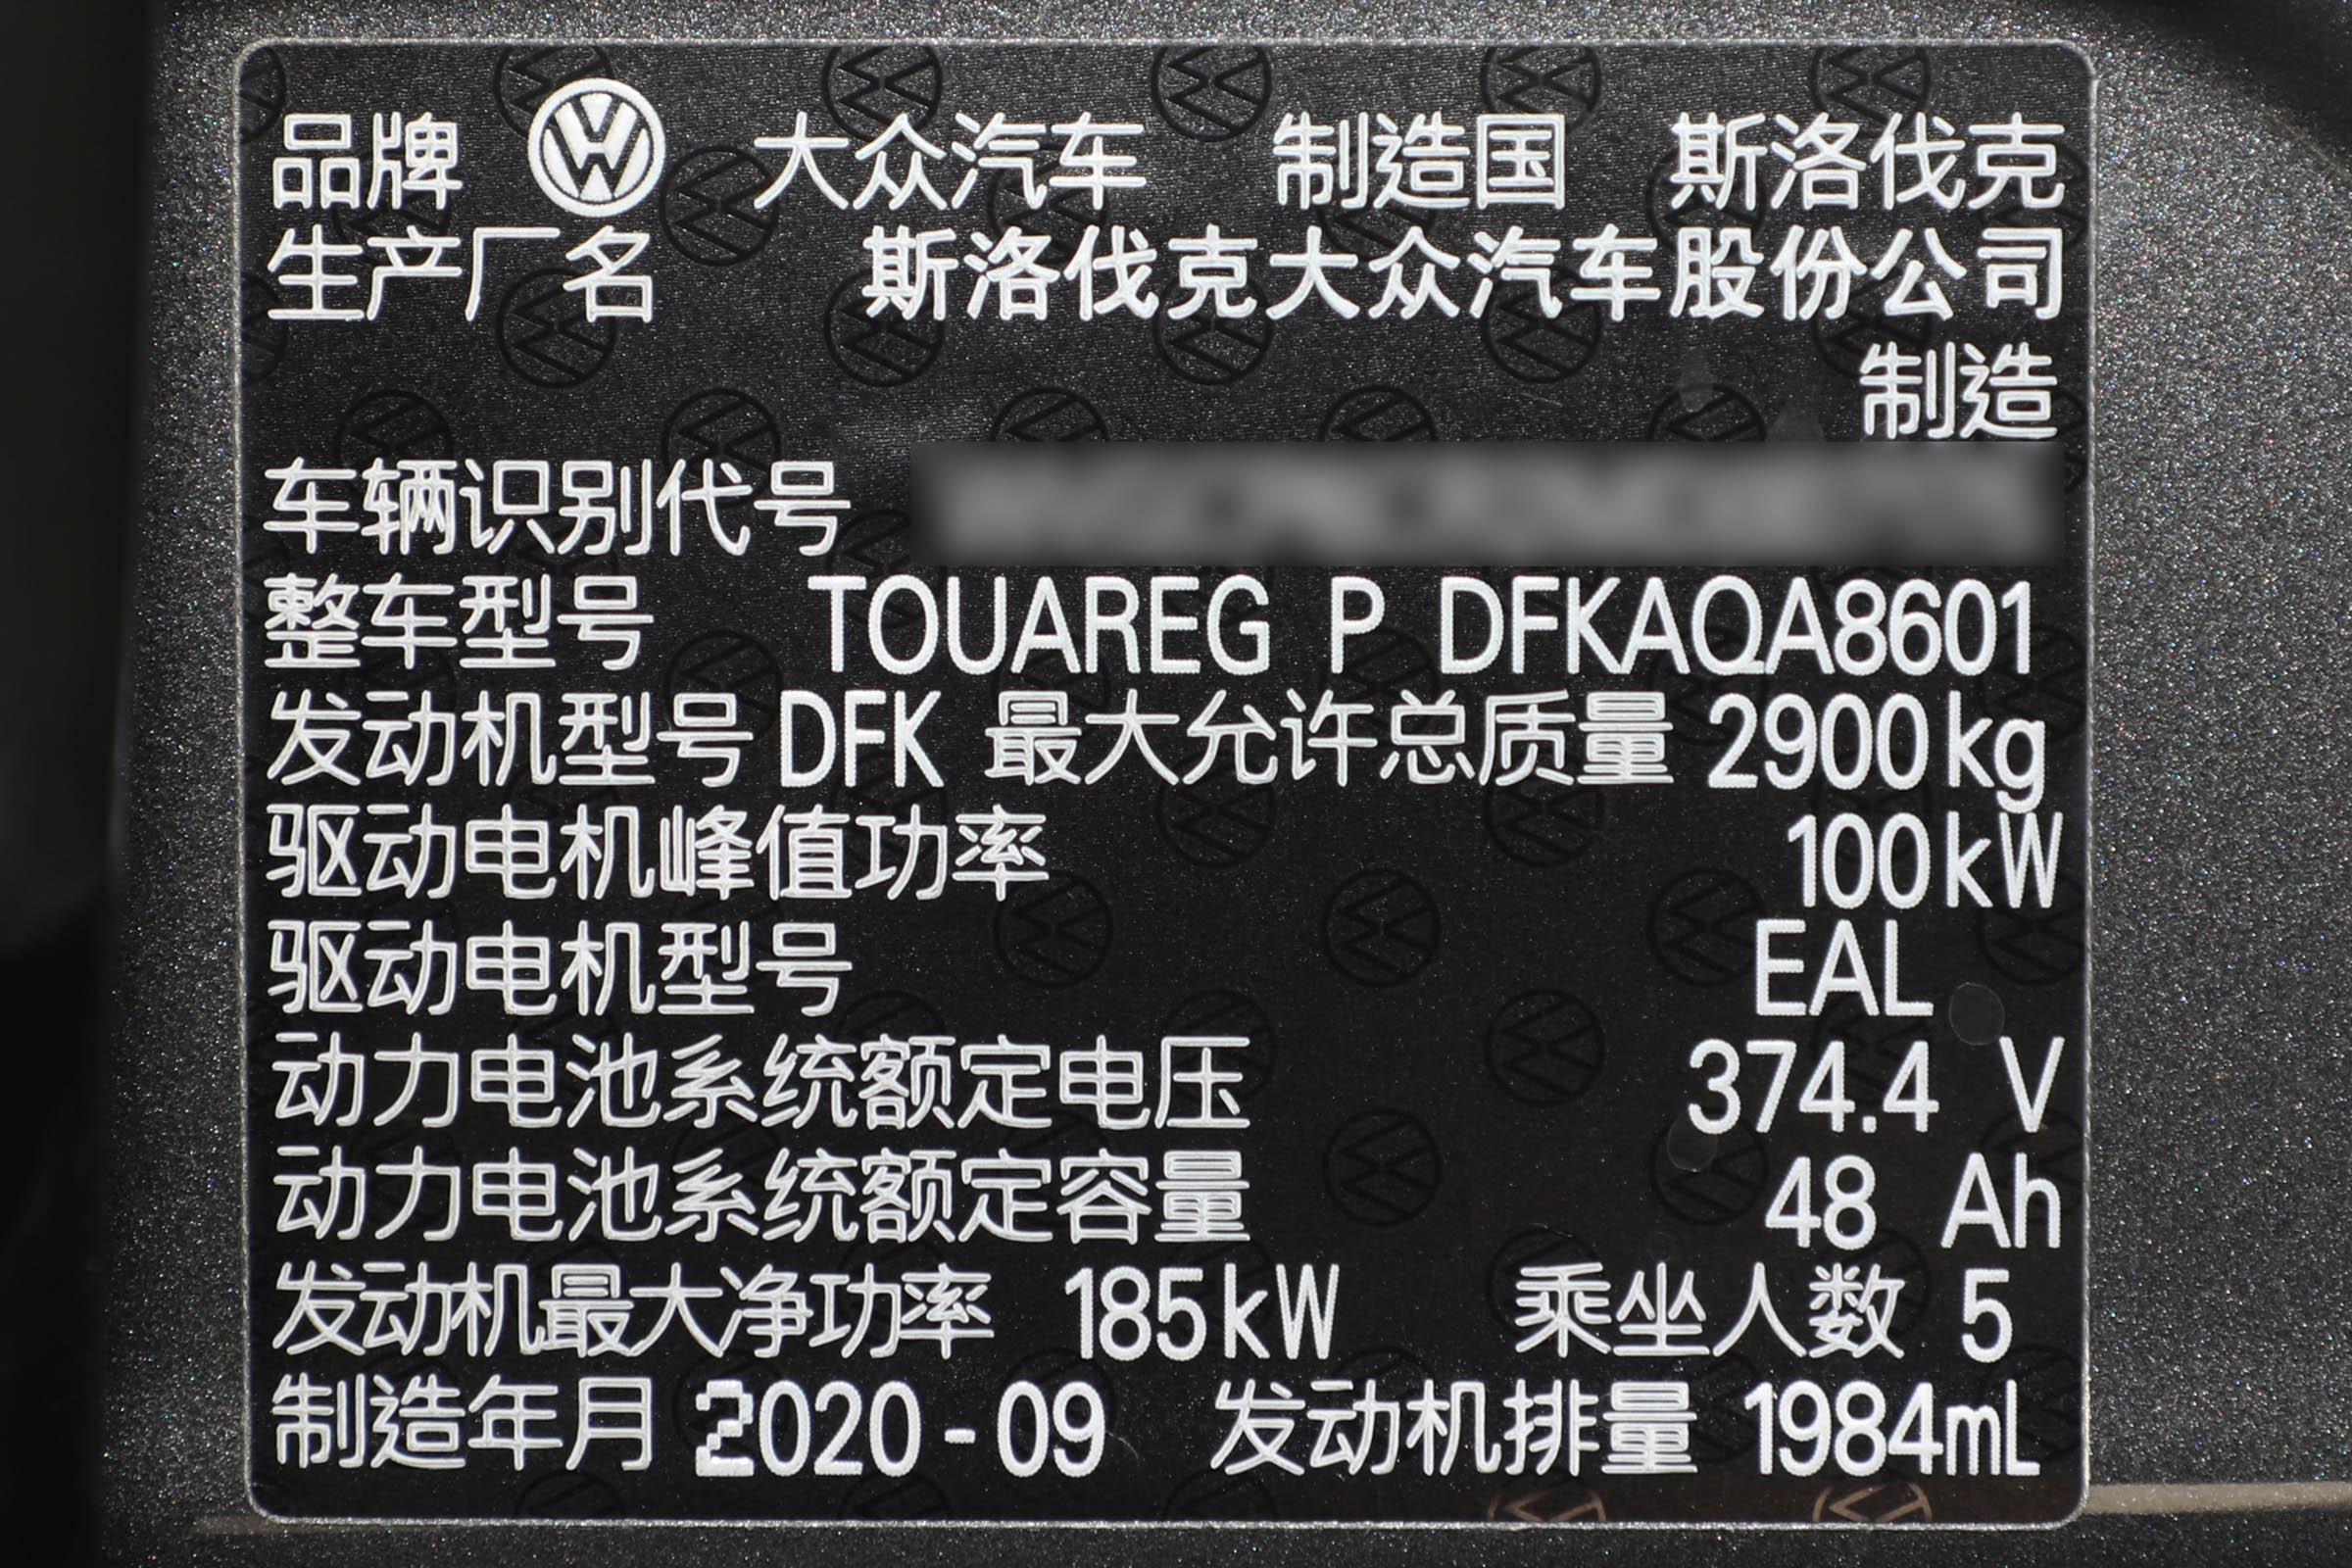 品牌 大众汽车 制造国 斯洛伐克
生产厂名 斯洛伐克大众汽车股份公司
制造
车辆识别代号
整车型号 TOUAREG P DFKAQA8601
发动机型号 DFK 最大允许总质量 2900kg
驱动电机峰值功率 100kW
驱动电机型号 EAL
动力电池系统额定电压 374.4 V
动力电池系统额定容量 48 Ah
发动机最大净功率 185kW 乘坐人数 5
制造年月 2020-09 发动机排量 1984mL